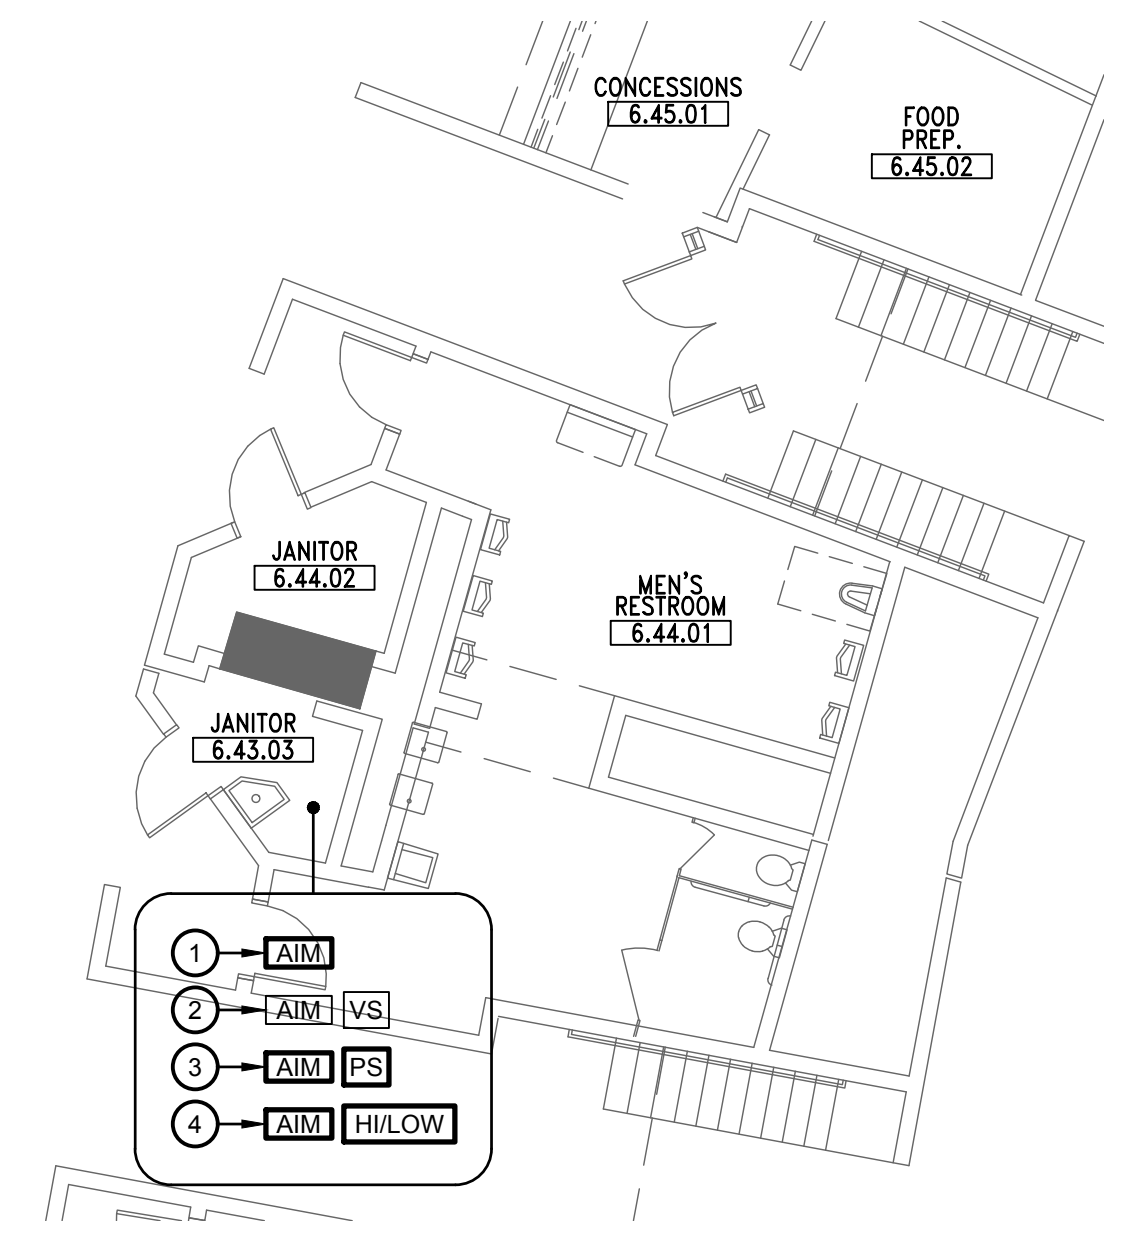 CONCESSIONS
6.45.01
FOOD
PREP.
6.45.02
JANITOR
6.44.02
MEN'S
RESTROOM
6.44.01
JANITOR
6.43.03
1 AIM
2 AIM VS
3 AIM PS
4 AIM HI/LOW